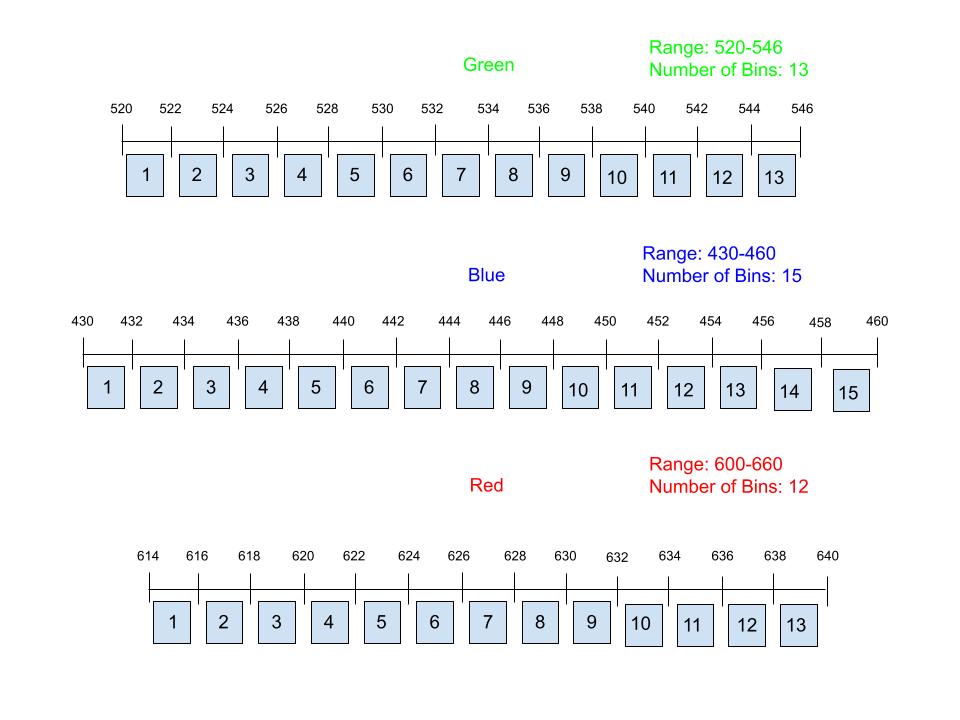 Green
Range: 520-546
Number of Bins: 13
520 522 524 526 528 530 532 534 536 538 540 542 544 546
1 2 3 4 5 6 7 8 9 10 11 12 13
Blue
Range: 430-460
Number of Bins: 15
430 432 434 436 438 440 442 444 446 448 450 452 454 456 458 460
1 2 3 4 5 6 7 8 9 10 11 12 13 14 15
Red
Range: 600-660
Number of Bins: 12
614 616 618 620 622 624 626 628 630 632 634 636 638 640
1 2 3 4 5 6 7 8 9 10 11 12 13